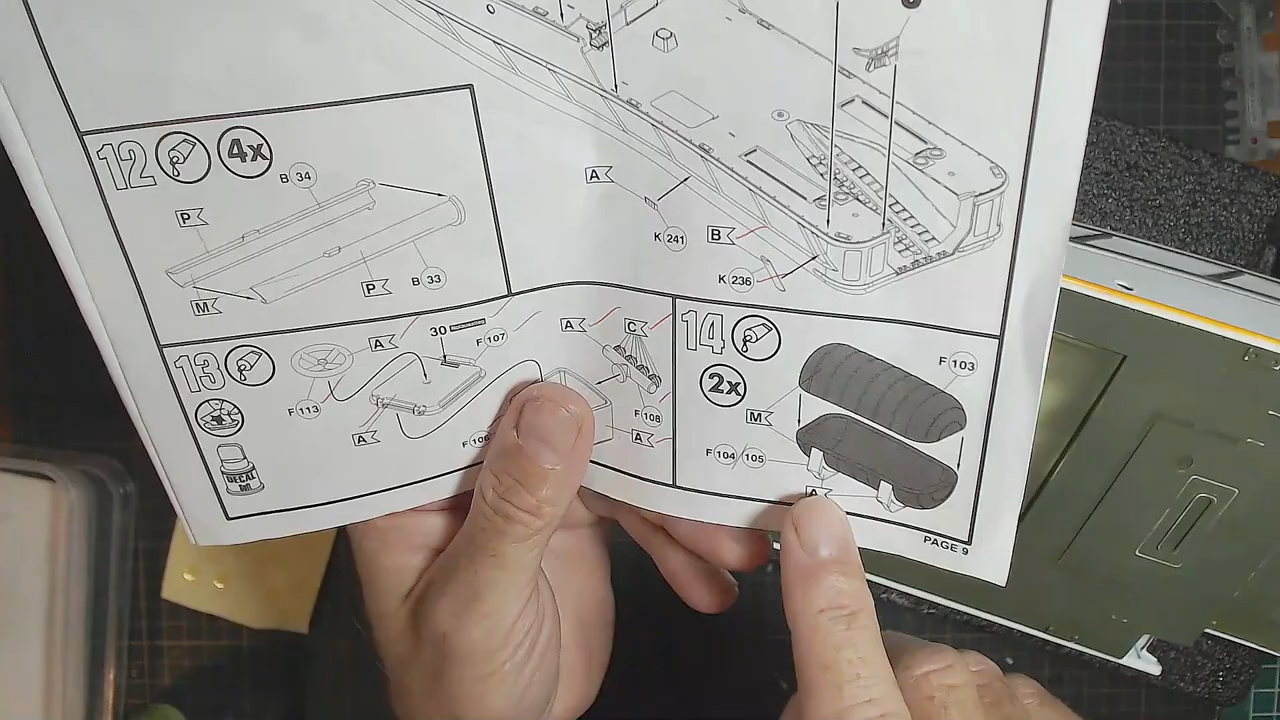 12 4x
B 34
P
M
P
B 33
A
K 241
B
K 236
13
A
30
F 107
F 113
A
F 106
A
C
F 108
A
DECAL
14
2x
F 103
M
F 104/105
A
PAGE 9